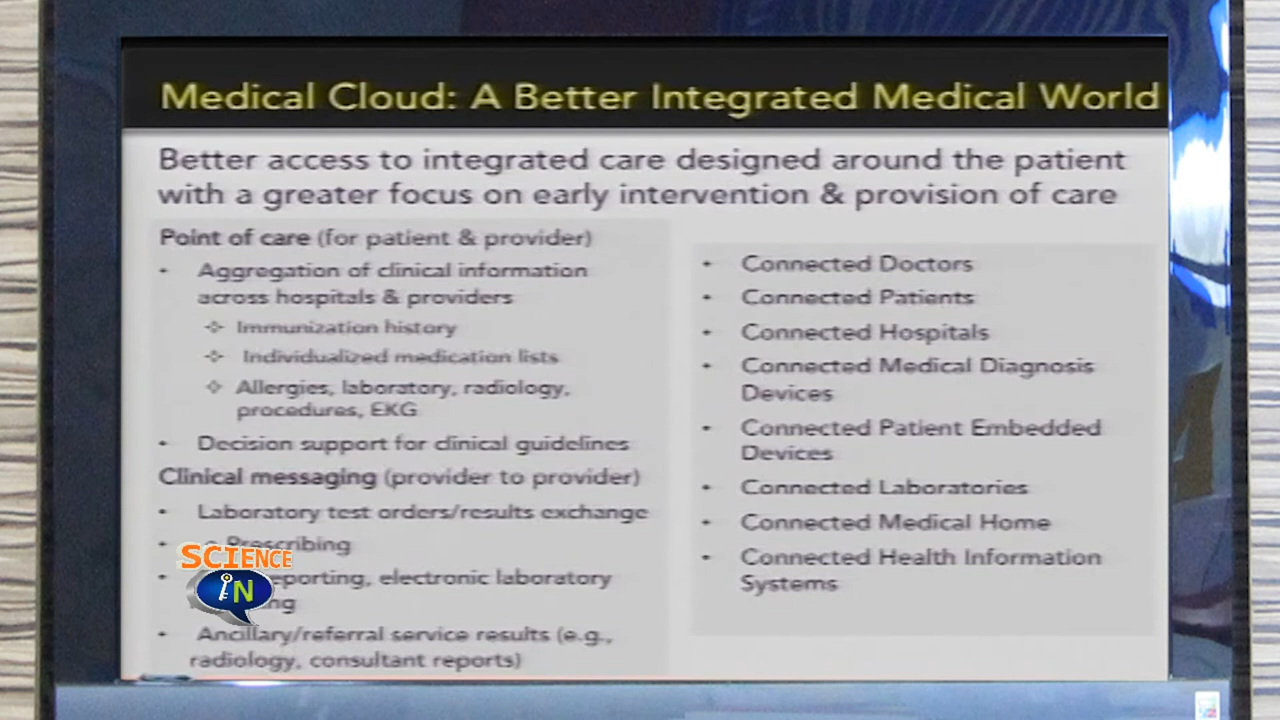 Medical Cloud: A Better Integrated Medical World
Better access to integrated care designed around the patient
with a greater focus on early intervention & provision of care
Point of care (for patient & provider)
• Aggregation of clinical information
across hospitals & providers
Immunization history
Individualized medication lists
Allergies, laboratory, radiology,
procedures, EKG
• Decision support for clinical guidelines
Clinical messaging (provider to provider)
• Laboratory test orders/results exchange
• Prescribing
• electronic laboratory
• Ancillary/referral service results (e.g.,
radiology, consultant reports)
• Connected Doctors
• Connected Patients
• Connected Hospitals
• Connected Medical Diagnosis
Devices
• Connected Patient Embedded
Devices
• Connected Laboratories
• Connected Medical Home
• Connected Health Information
Systems
SCIENCE
iN